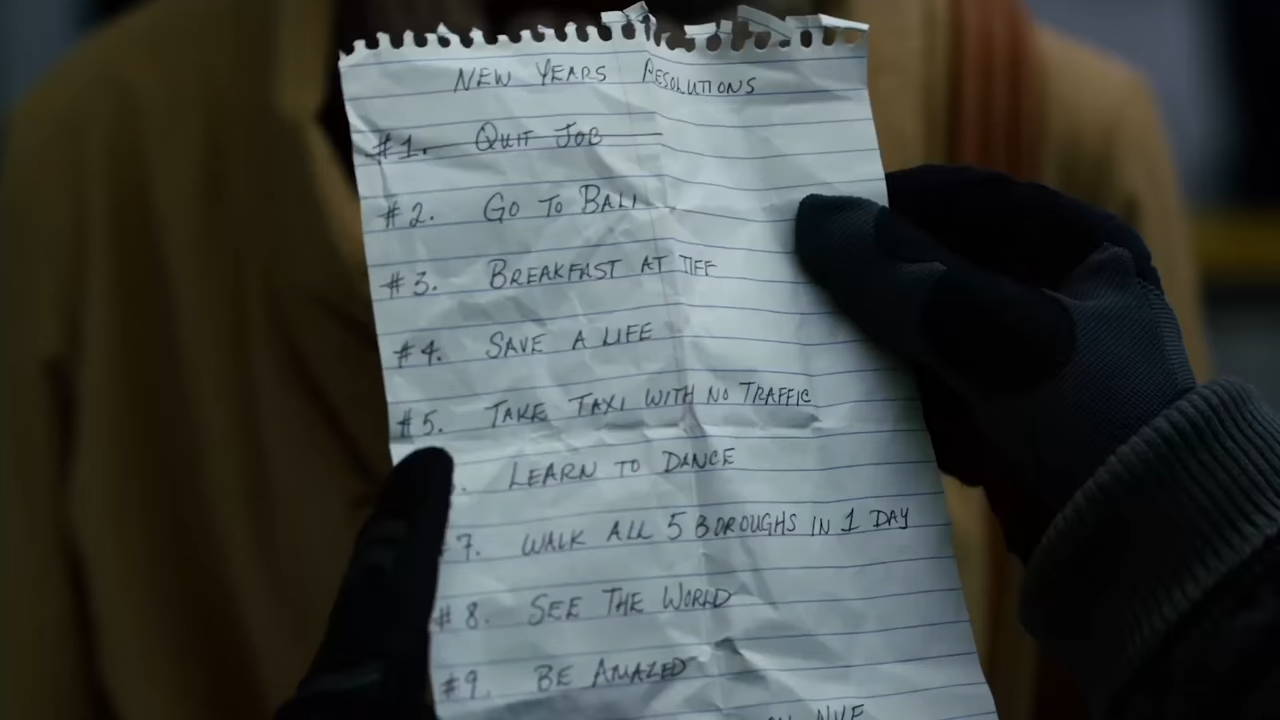 NEW YEARS RESOLUTIONS
#1. QUIT JOB
#2. GO TO BALI
#3. BREAKFAST AT TIFF
#4. SAVE A LIFE
#5. TAKE TAXI WITH NO TRAFFIC
. LEARN TO DANCE
7. WALK ALL 5 BOROUGHS IN 1 DAY
#8. SEE THE WORLD
#9. BE AMAZED
NYE